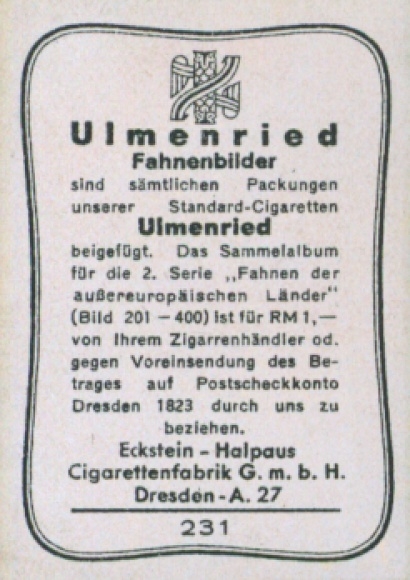 Ulmenried
Fahnenbilder
sind sämtlichen Packungen
unserer Standard-Cigaretten
Ulmenried
beigefügt. Das Sammelalbum
für die 2. Serie „Fahnen der
außereuropäischen Länder"
(Bild 201 – 400) ist für RM 1,—
von Ihrem Zigarrenhändler od.
gegen Voreinsendung des Be-
trages auf Postscheckkonto
Dresden 1823 durch uns zu
beziehen.
Eckstein - Halpaus
Cigarettenfabrik G. m. b. H.
Dresden - A. 27
231